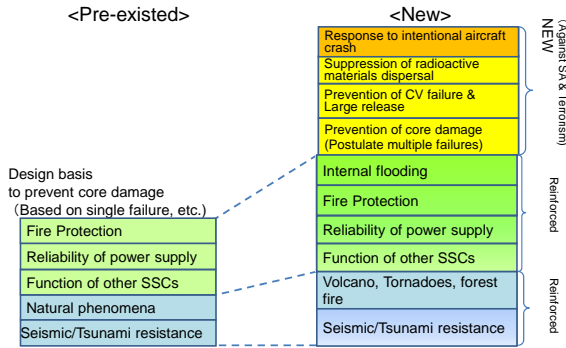 <Pre-existed>
<New>
Response to intentional aircraft
crash
Suppression of radioactive
materials dispersal
Prevention of CV failure &
Large release
Prevention of core damage
(Postulate multiple failures)
(Against SA & Terrorism)
NEW
Design basis
to prevent core damage
（Based on single failure, etc.）
Fire Protection
Reliability of power supply
Function of other SSCs
Natural phenomena
Seismic/Tsunami resistance
Internal flooding
Fire Protection
Reliability of power supply
Function of other SSCs
Reinforced
Volcano, Tornadoes, forest
fire
Seismic/Tsunami resistance
Reinforced